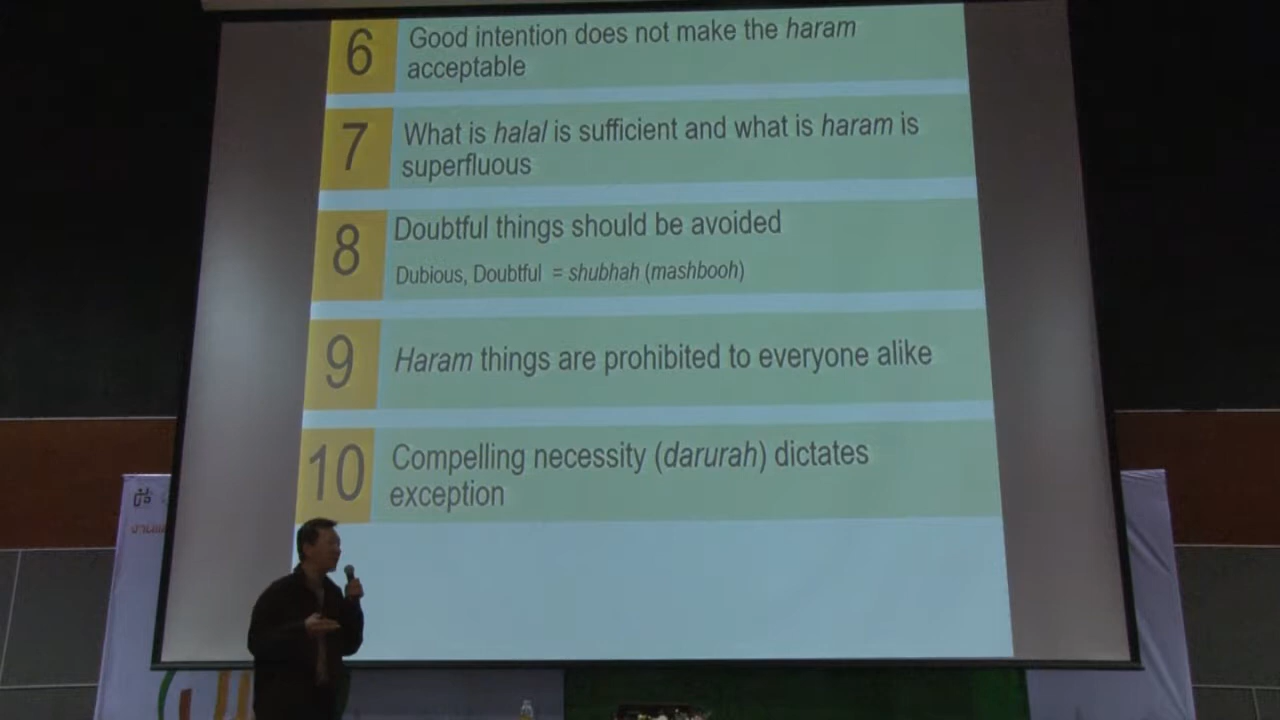 6
Good intention does not make the haram
acceptable
7
What is halal is sufficient and what is haram is
superfluous
8
Doubtful things should be avoided
Dubious, Doubtful = shubhah (mashbooh)
9
Haram things are prohibited to everyone alike
10
Compelling necessity (darurah) dictates
exception